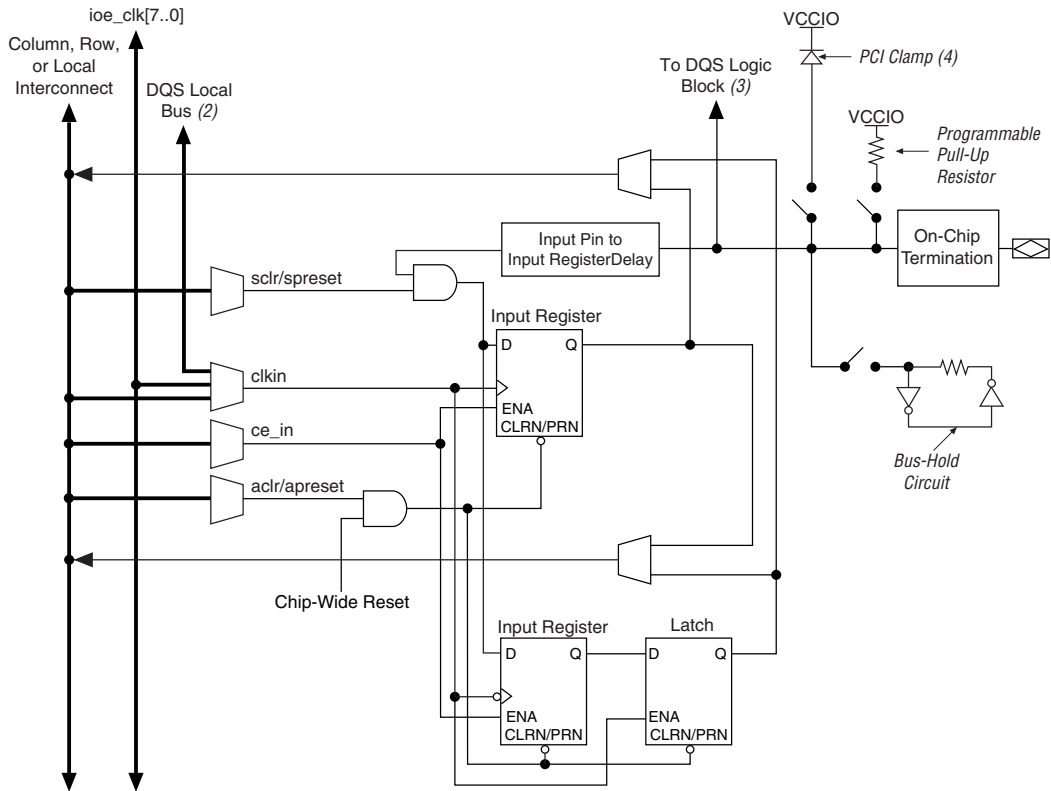 ioe_clk[7..0]
Column, Row,
or Local
Interconnect
DQS Local
Bus (2)
To DQS Logic
Block (3)
VCCIO
PCI Clamp (4)
VCCIO
Programmable
Pull-Up
Resistor
Input Pin to
Input RegisterDelay
On-Chip
Termination
sclr/spreset
Input Register
D
Q
clkin
ENA
CLRN/PRN
ce_in
aclr/apreset
Bus-Hold
Circuit
Chip-Wide Reset
Input Register
Latch
D
Q
D
Q
ENA
CLRN/PRN
ENA
CLRN/PRN